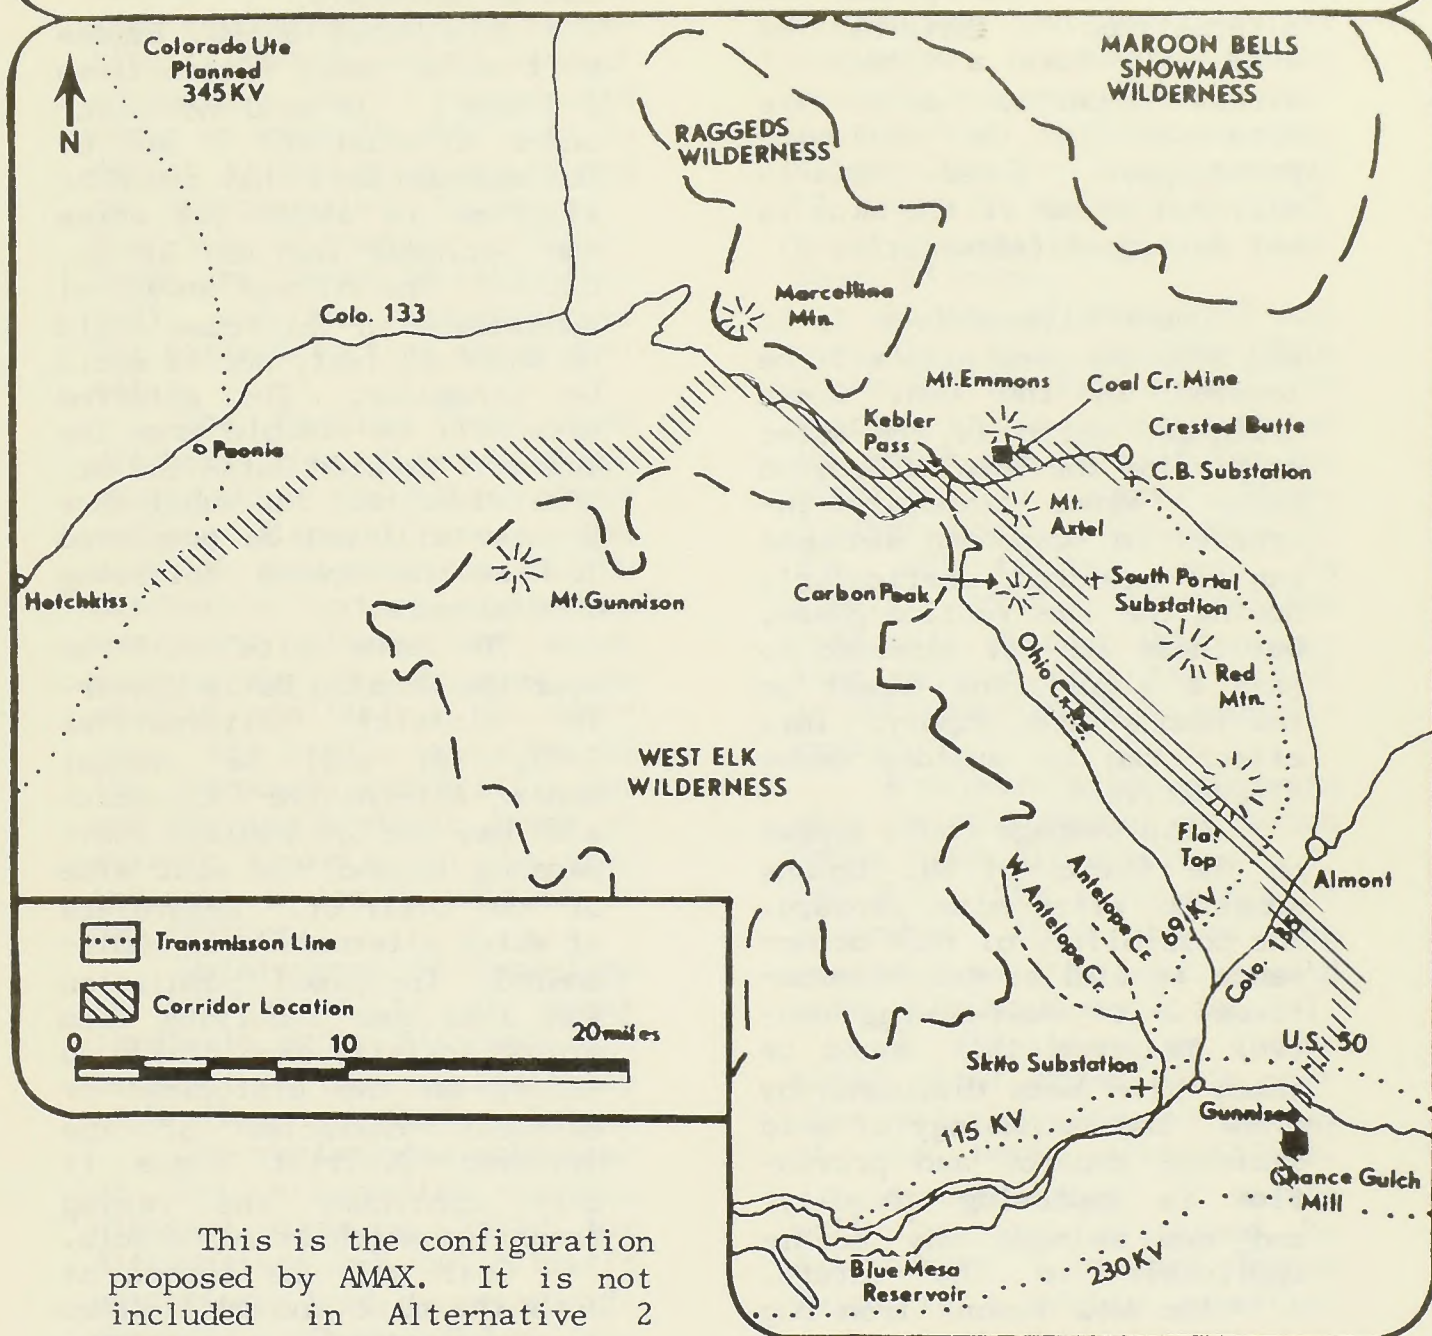 Colorado Ute
Planned
345KV
N
MAROON BELLS
SNOWMASS
WILDERNESS
RAGGEDS
WILDERNESS
Marcellina
Mtn.
Colo. 133
Mt.Emmons
Coal Cr. Mine
Kebler
Pass
Crested Butte
C.B. Substation
Paonia
Mt.
Axtel
Hotchkiss
Mt.Gunnison
Carbon Peak
South Portal
Substation
Red
Mtn.
Ohio Cr. Rd.
WEST ELK
WILDERNESS
Flat
Top
Almont
Antelope Cr.
W. Antelope Cr.
69 KV
Colo. 135
Transmisson Line
Corridor Location
0 10 20 miles
U.S. 50
Skito Substation
Gunnison
115 KV
Chance Gulch
Mill
Blue Mesa
Reservoir
230 KV
This is the configuration
proposed by AMAX. It is not
included in Alternative 2